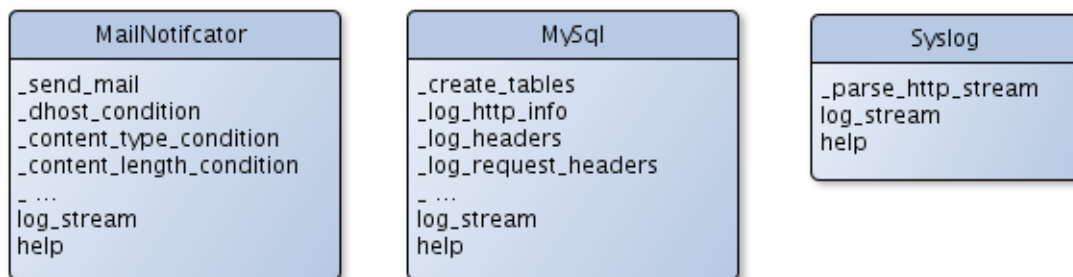 MailNotifcator
_send_mail
_dhost_condition
_content_type_condition
_content_length_condition
_ ...
log_stream
help
MySql
_create_tables
_log_http_info
_log_headers
_log_request_headers
_ ...
log_stream
help
Syslog
_parse_http_stream
log_stream
help